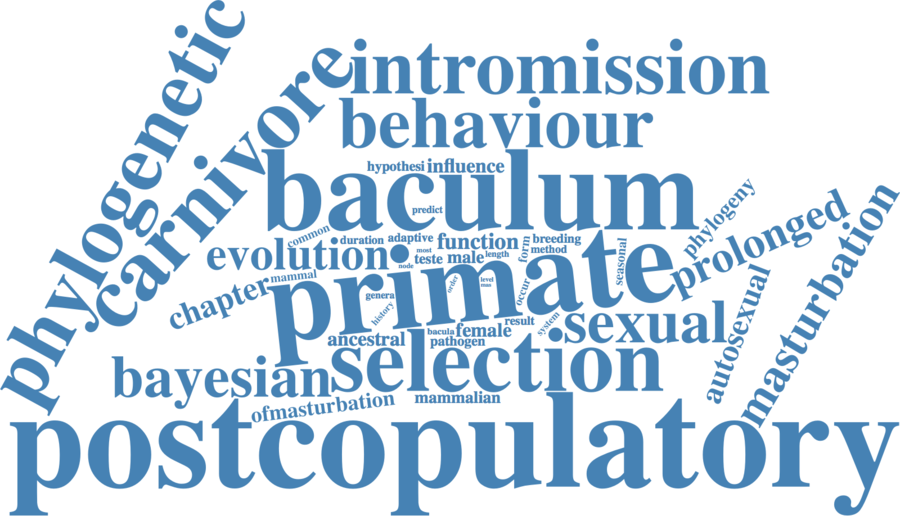 phylogenetic
carnivore
intromission
behaviour
hypothesi
influence
baculum
predict
phylogeny
prolonged
masturbation
common
duration
adaptive
function
form
breeding
method
seasonal
evolution
most
teste
male
length
node
primate
chapter
mammal
genera
history
order
level
mae
occur
system
autosexual
ancestral
bacula
female
result
pathogen
sexual
bayesian
selection
ofmasturbation
mammalian
postcopulatory